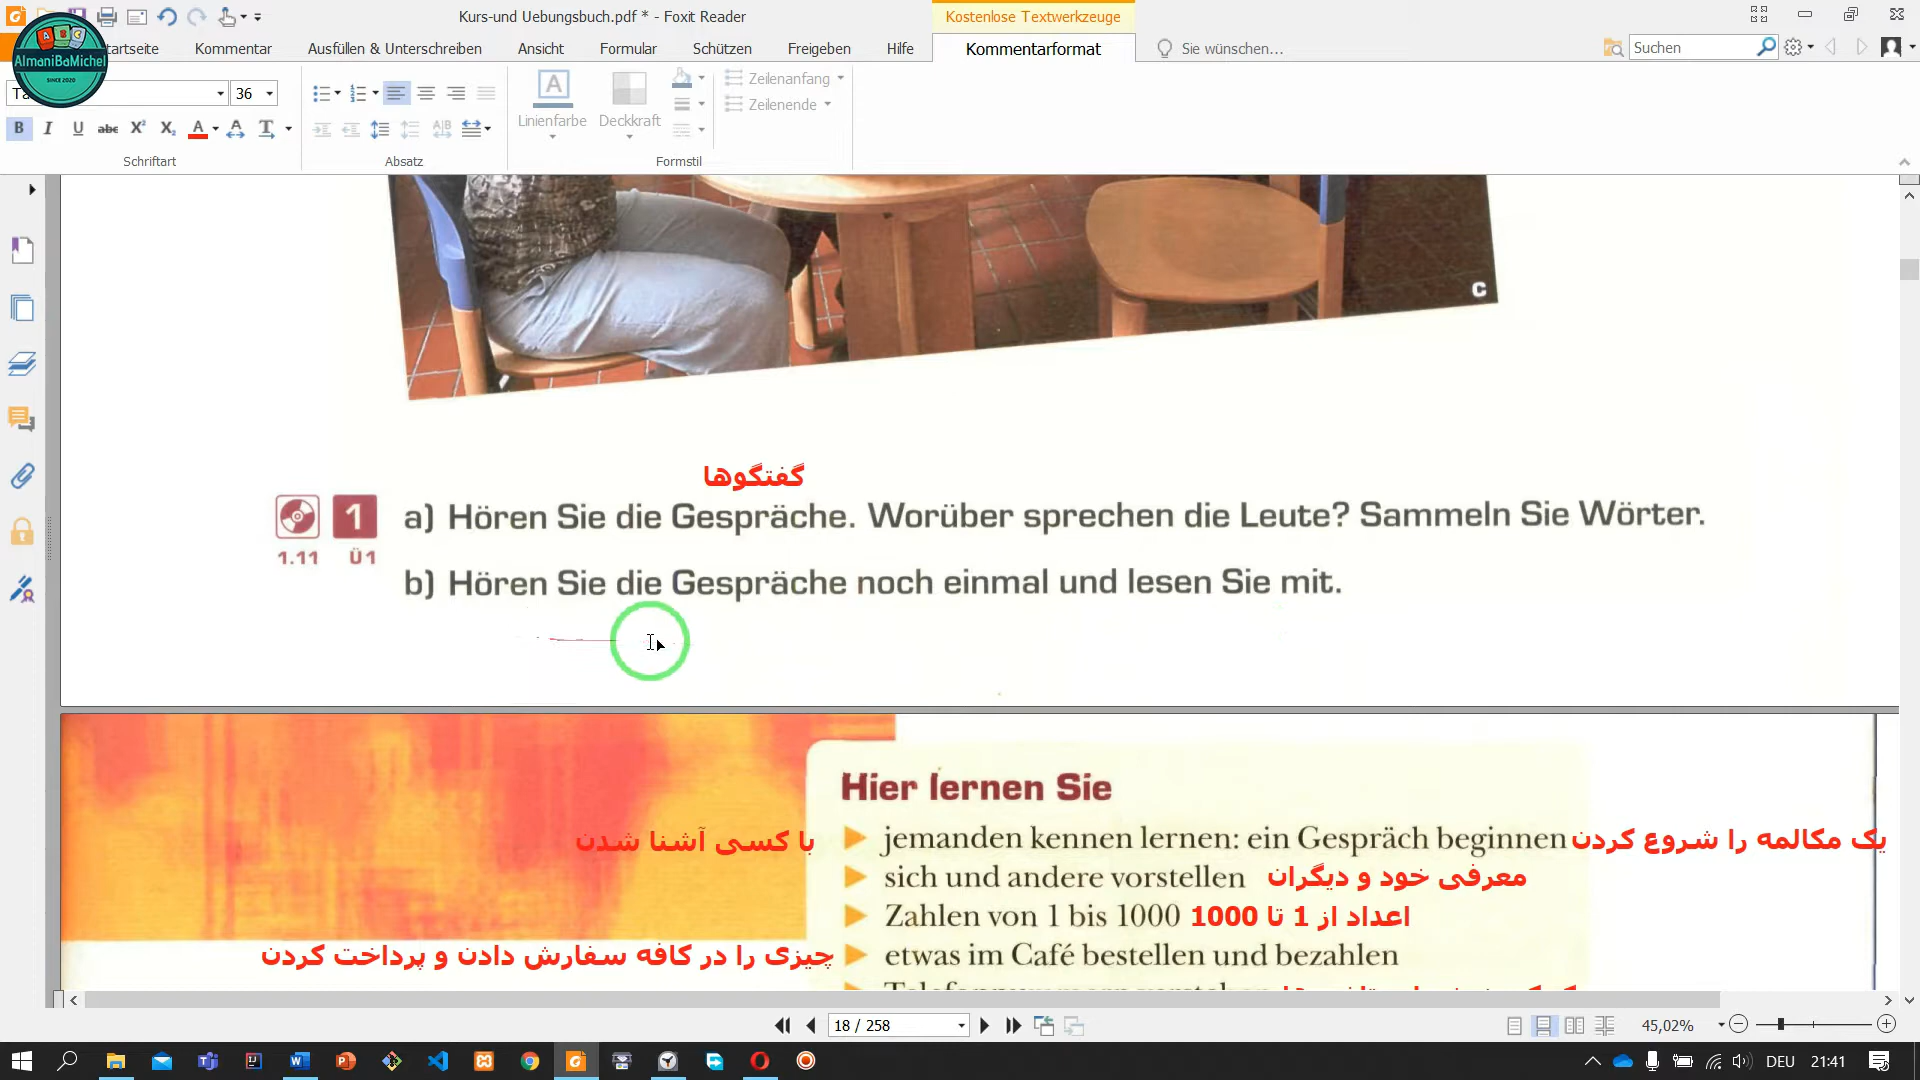 Kurs-und Uebungsbuch.pdf * - Foxit Reader
Kostenlose Textwerkzeuge
Kommentar
Ausfüllen & Unterschreiben
Ansicht
Formular
Schützen
Freigeben
Hilfe
Kommentarformat
Sie wünschen...
Suchen
ABC
AlmaniBaMichel
SINCE 2020
36
Zeilenanfang
Zeilenende
Linienfarbe
Deckkraft
Schriftart
Absatz
Formstil
C
گفتگوها
1 a) Hören Sie die Gespräche. Worüber sprechen die Leute? Sammeln Sie Wörter.
1.11 Ü1
b) Hören Sie die Gespräche noch einmal und lesen Sie mit.
Hier lernen Sie
با کسی آشنا شدن jemanden kennen lernen: ein Gespräch beginnen یک مکالمه را شروع کردن
sich und andere vorstellen معرفی خود و دیگران
Zahlen von 1 bis 1000 اعداد از 1 تا 1000
چیزی را در کافه سفارش دادن و پرداخت کردن etwas im Café bestellen und bezahlen
18 / 258
45,02%
DEU
21:41